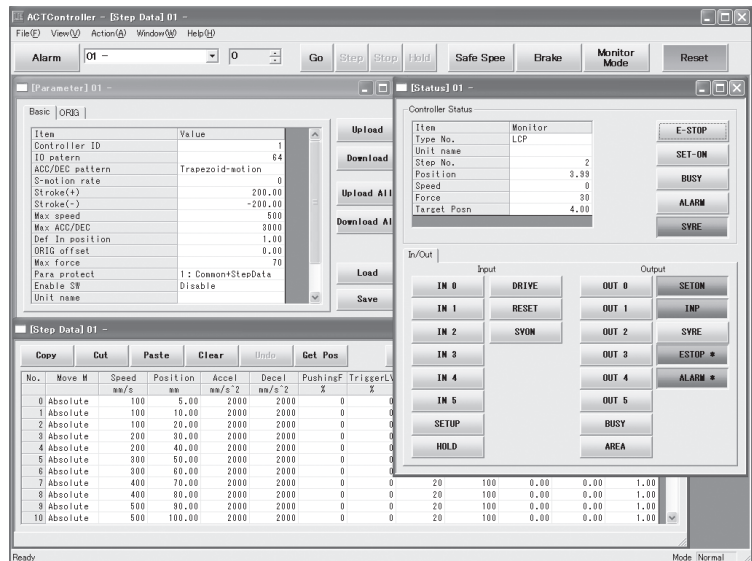 ACTController - [Step Data] 01 -
File(F) View(V) Action(A) Window(W) Help(H)
Alarm 01 - 0 Go Step Stop Hold Safe Spee Brake Monitor Mode Reset
[Parameter] 01 -
Basic ORIG
Item Value
Controller ID 1
IO patern 64
ACC/DEC pattern Trapezoid-motion
S-motion rate 0
Stroke(+) 200.00
Stroke(-) -200.00
Max speed 500
Max ACC/DEC 3000
Def In position 1.00
ORIG offset 0.00
Max force 70
Para protect 1: Common+StepData
Enable SW Disable
Unit name
Upload
Download
Upload All
Download Al
Load
Save
[Status] 01 -
Controller Status
Item Monitor
Type No. LCP
Unit name
Step No. 2
Position 3.99
Speed 0
Force 30
Target Posn 4.00
E-STOP
SET-ON
BUSY
ALARM
SVRE
In/Out
Input Output
IN 0 DRIVE OUT 0 SETON
IN 1 RESET OUT 1 INP
IN 2 SVON OUT 2 SVRE
IN 3 OUT 3 ESTOP *
IN 4 OUT 4 ALARM *
IN 5 OUT 5
SETUP BUSY
HOLD AREA
[Step Data] 01 -
Copy Cut Paste Clear Undo Get Pos
No. Move M Speed Position Accel Decel PushingF TriggerLV
mm/s mm mm/s^2 mm/s^2 % %
0 Absolute 100 5.00 2000 2000 0 0
1 Absolute 100 10.00 2000 2000 0 0
2 Absolute 100 20.00 2000 2000 0 0
3 Absolute 200 30.00 2000 2000 0 0
4 Absolute 200 40.00 2000 2000 0 0
5 Absolute 300 50.00 2000 2000 0 0
6 Absolute 300 60.00 2000 2000 0 0
7 Absolute 400 70.00 2000 2000 0 0 20 100 0.00 0.00 1.00
8 Absolute 400 80.00 2000 2000 0 0 20 100 0.00 0.00 1.00
9 Absolute 500 90.00 2000 2000 0 0 20 100 0.00 0.00 1.00
10 Absolute 500 100.00 2000 2000 0 0 20 100 0.00 0.00 1.00
Ready Mode Normal